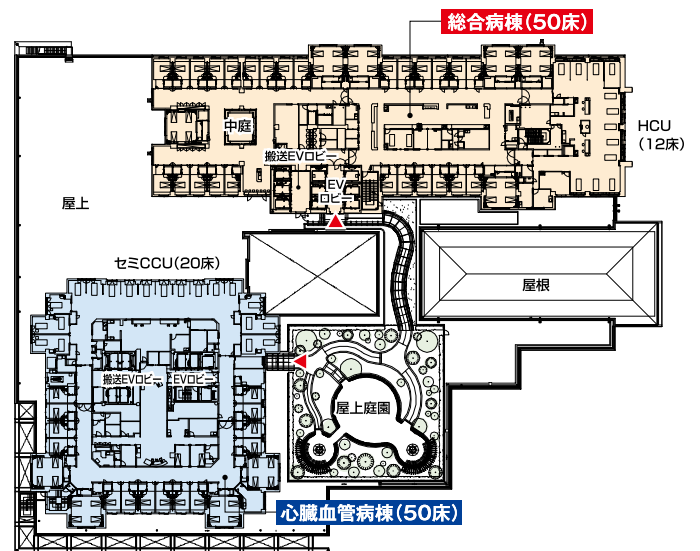 総合病棟（50床）
HCU
（12床）
中庭
搬送EVロビー
EV
ロビー
屋上
セミCCU（20床）
屋根
搬送EVロビー
EVロビー
屋上庭園
心臓血管病棟（50床）